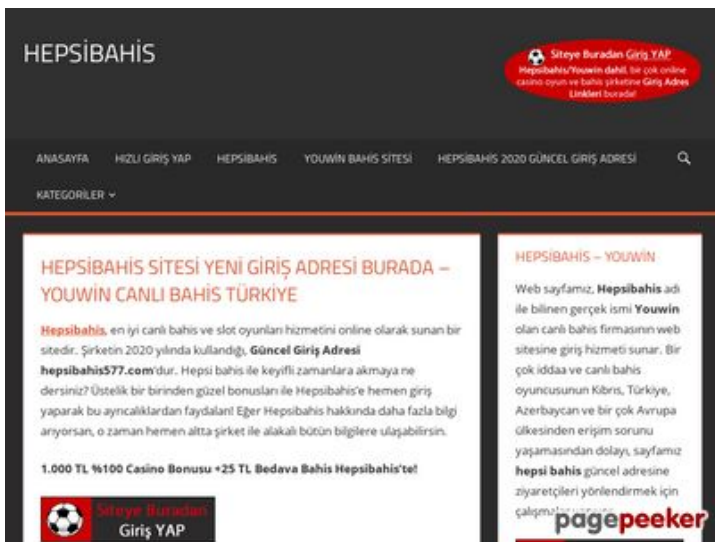 HEPSİBAHİS
Siteye Buradan Giriş YAP
Hepsibahis/Youwin dahil, bir çok online
casino oyun ve bahis şirketine Giriş Adres
Linkleri burada!
ANASAYFA HIZLI GİRİŞ YAP HEPSİBAHİS YOUWİN BAHİS SİTESİ HEPSİBAHİS 2020 GÜNCEL GİRİŞ ADRESİ
KATEGORİLER
HEPSİBAHİS SİTESİ YENİ GİRİŞ ADRESİ BURADA –
YOUWİN CANLI BAHİS TÜRKİYE
Hepsibahis, en iyi canlı bahis ve slot oyunları hizmetini online olarak sunan bir
sitedir. Şirketin 2020 yılında kullandığı, Güncel Giriş Adresi
hepsibahis577.com'dur. Hepsi bahis ile keyifli zamanlara akmaya ne
dersiniz? Üstelik bir birinden güzel bonusları ile Hepsibahis'e hemen giriş
yaparak bu ayrıcalıklardan faydalan! Eğer Hepsibahis hakkında daha fazla bilgi
arıyorsan, o zaman hemen altta şirket ile alakalı bütün bilgilere ulaşabilirsin.
1.000 TL %100 Casino Bonusu +25 TL Bedava Bahis Hepsibahis'te!
Siteye Buradan
Giriş YAP
HEPSİBAHİS – YOUWİN
Web sayfamız, Hepsibahis adı
ile bilinen gerçek ismi Youwin
olan canlı bahis firmasının web
sitesine giriş hizmeti sunar. Bir
çok iddaa ve canlı bahis
oyuncusunun Kıbrıs, Türkiye,
Azerbaycan ve bir çok Avrupa
ülkesinden erişim sorunu
yaşamasından dolayı, sayfamız
hepsi bahis güncel adresine
ziyaretçileri yönlendirmek için
pagepeeker